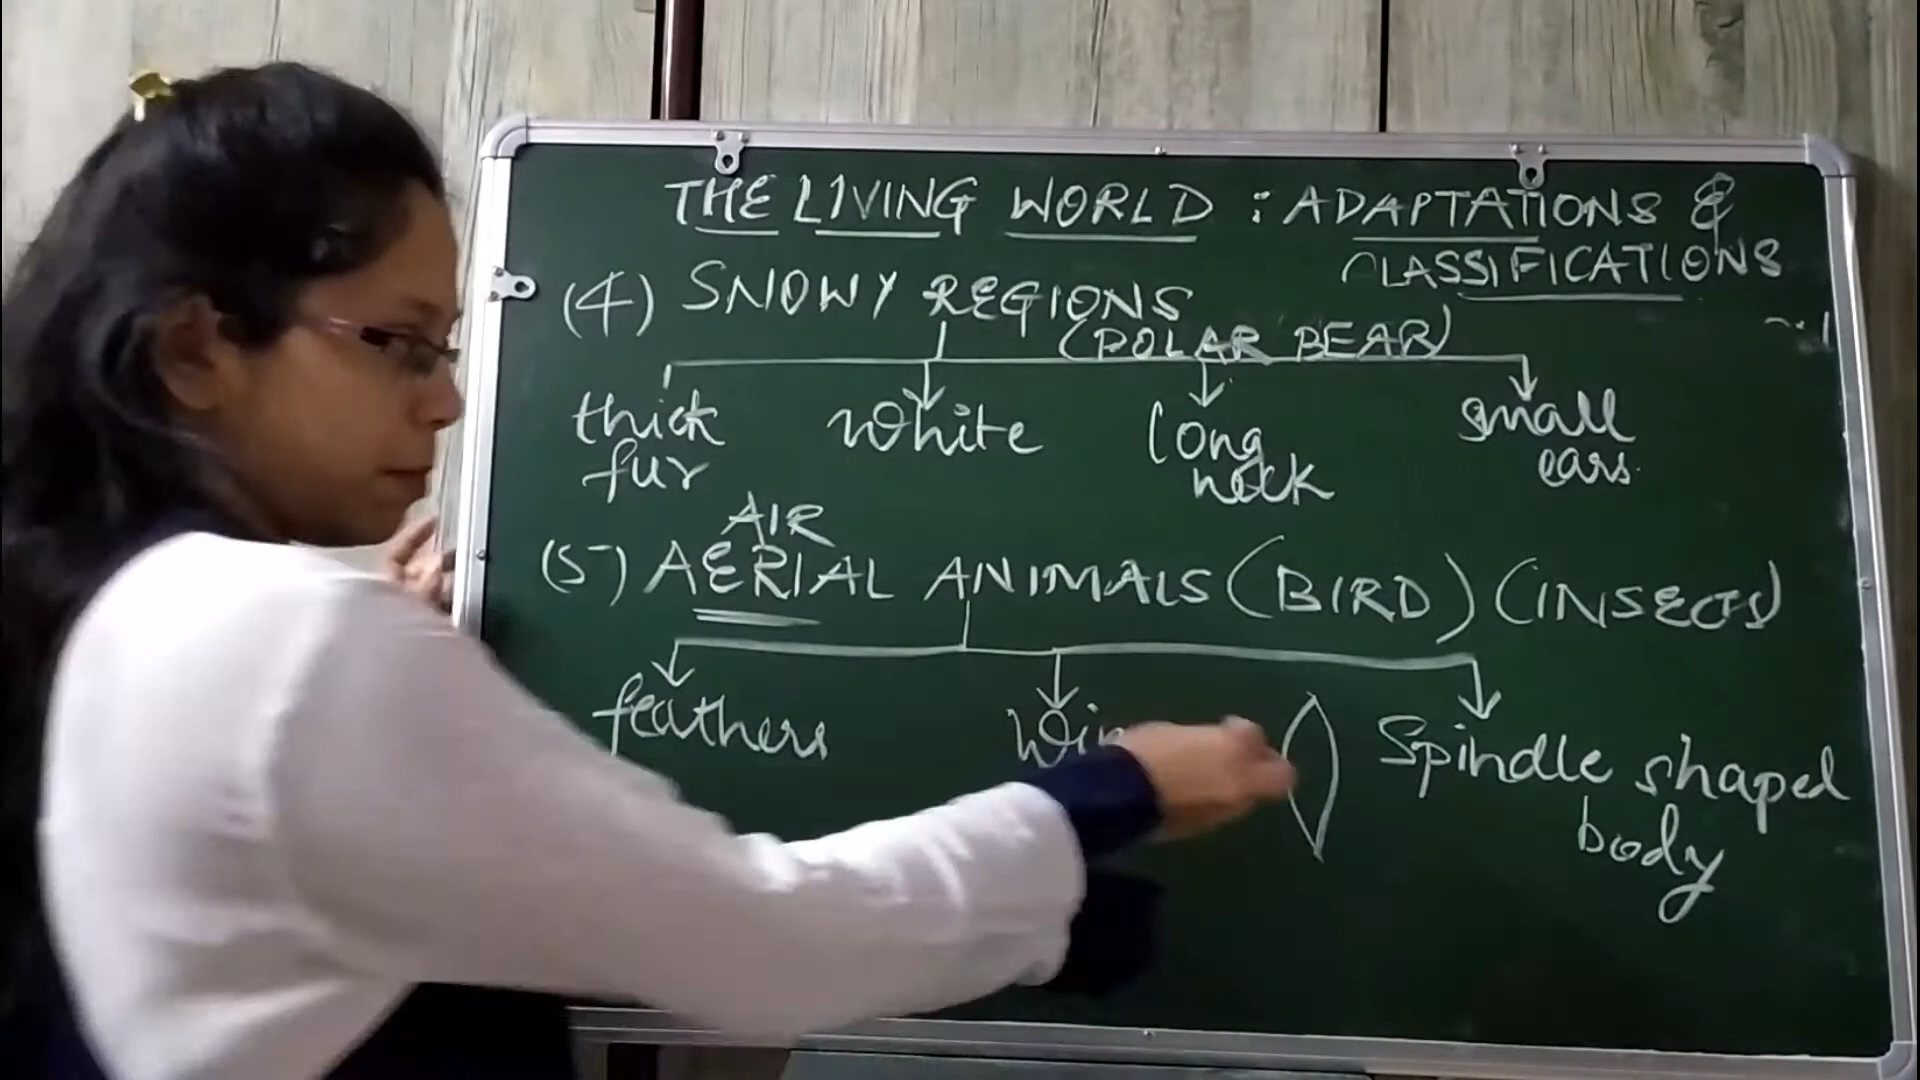 THE LIVING WORLD : ADAPTATIONS &
CLASSIFICATIONS
(4) SNOWY REGIONS
(POLAR BEAR)
thick fur
white
long neck
small ears.
AIR
(5) AERIAL ANIMALS (BIRD) (INSECTS)
feathers
Spindle shaped
body